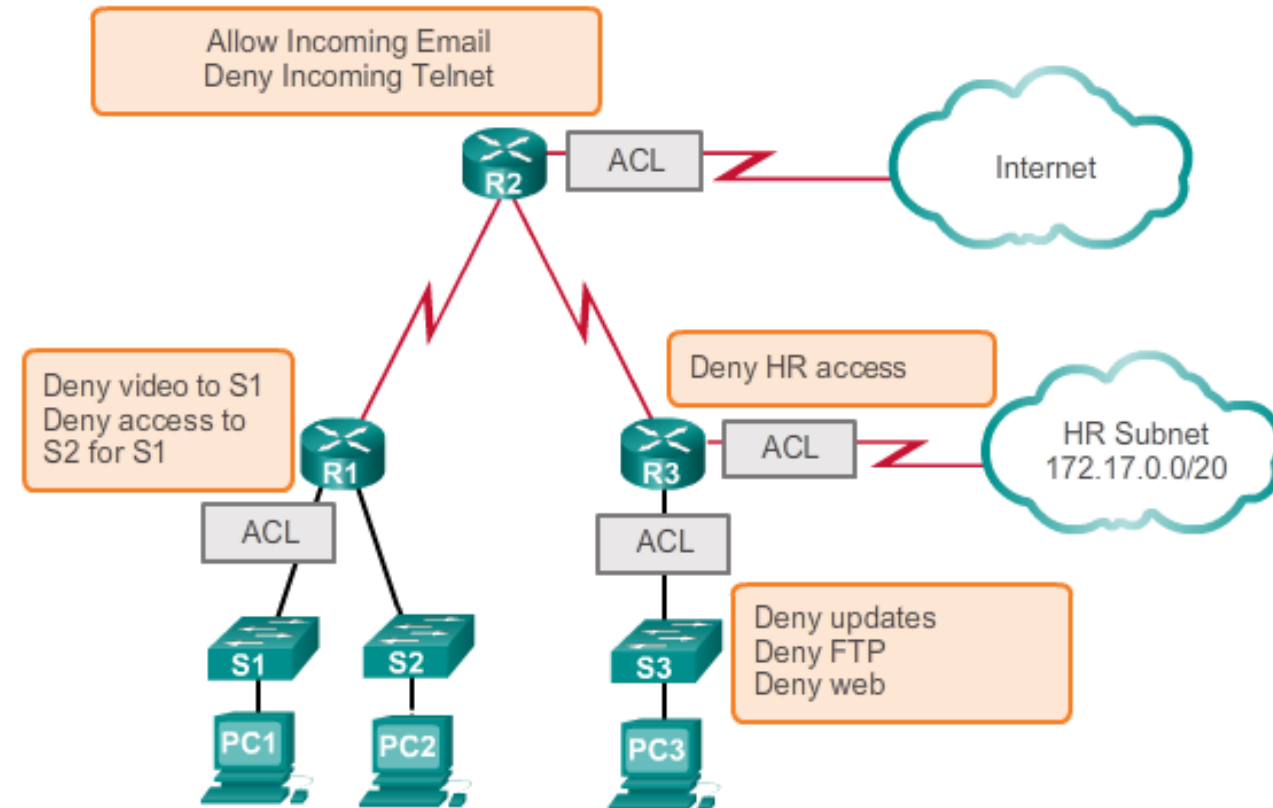 Allow Incoming Email
Deny Incoming Telnet
R2
ACL
Internet
Deny video to S1
Deny access to
S2 for S1
R1
ACL
Deny HR access
R3
ACL
HR Subnet
172.17.0.0/20
ACL
S1
S2
S3
Deny updates
Deny FTP
Deny web
PC1
PC2
PC3